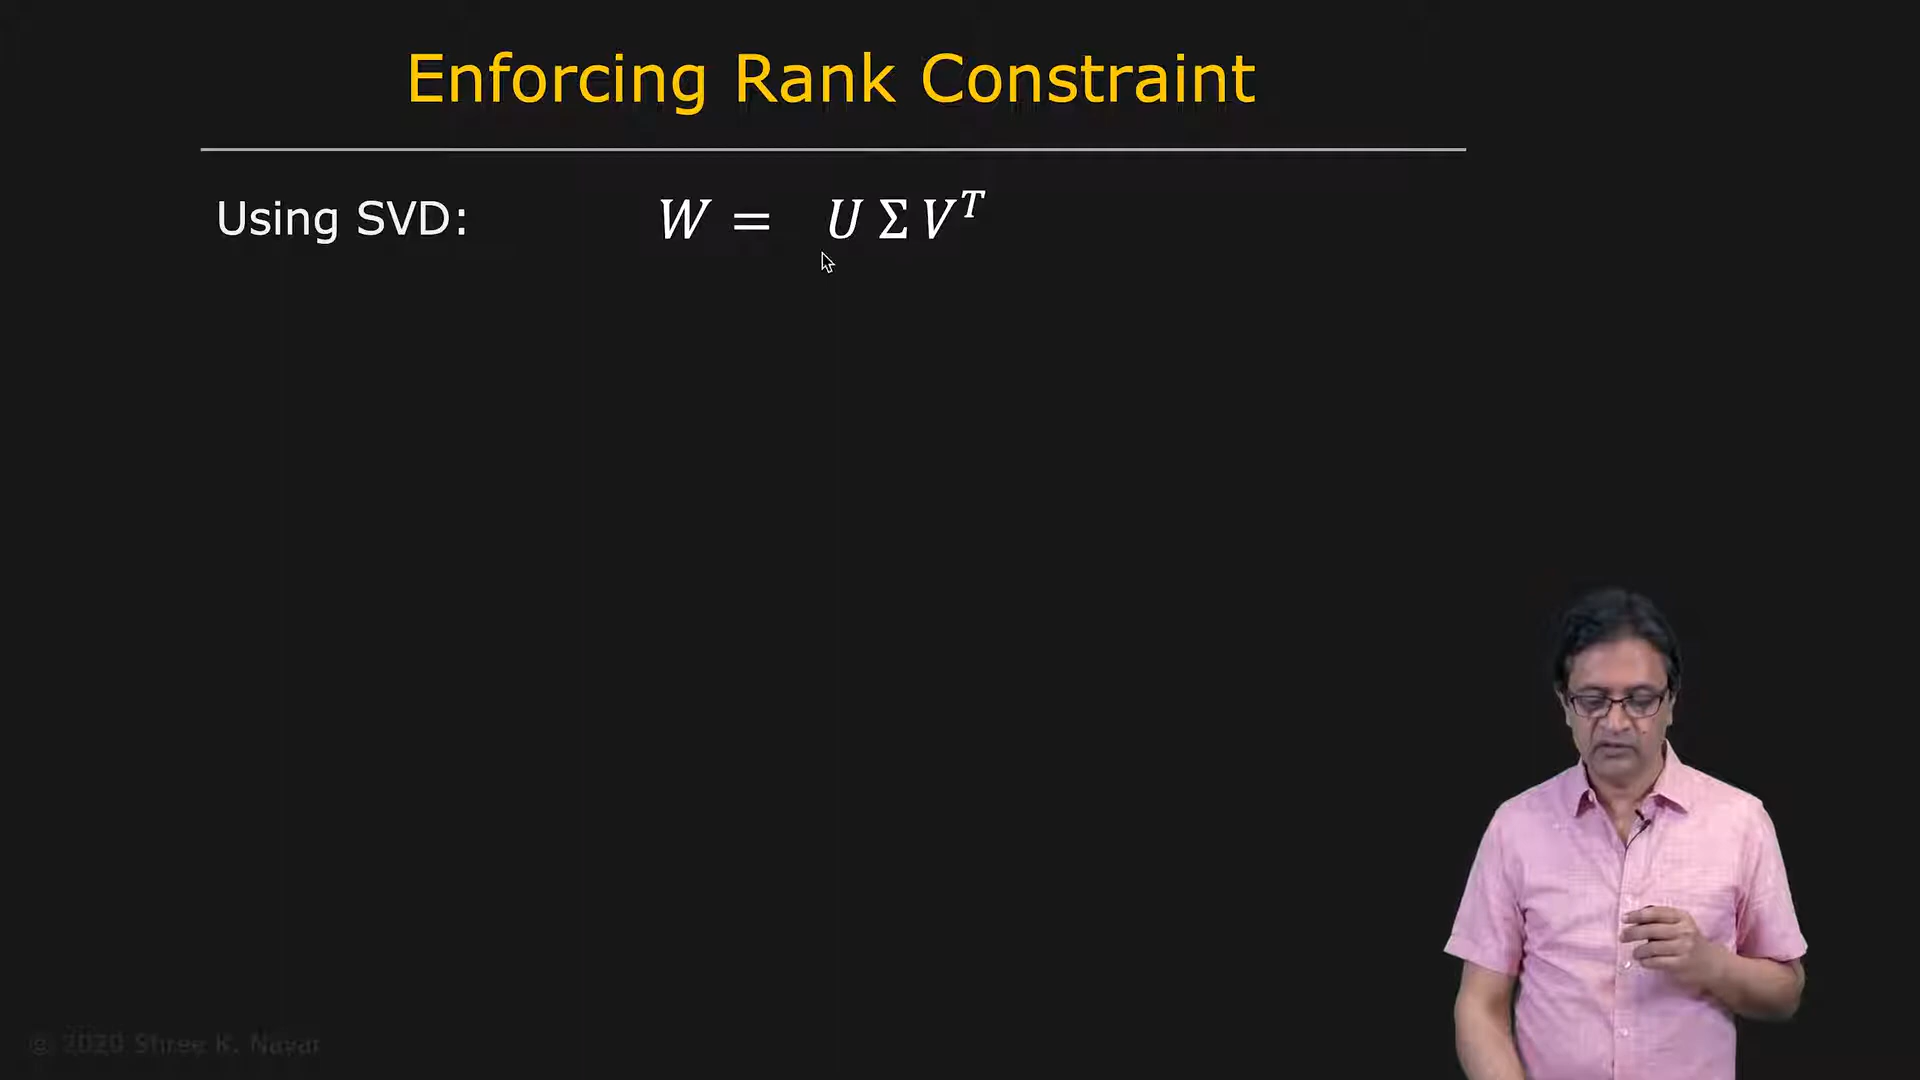 Enforcing Rank Constraint
Using SVD: W = U Σ V^T
© 2020 Shree K. Nayar